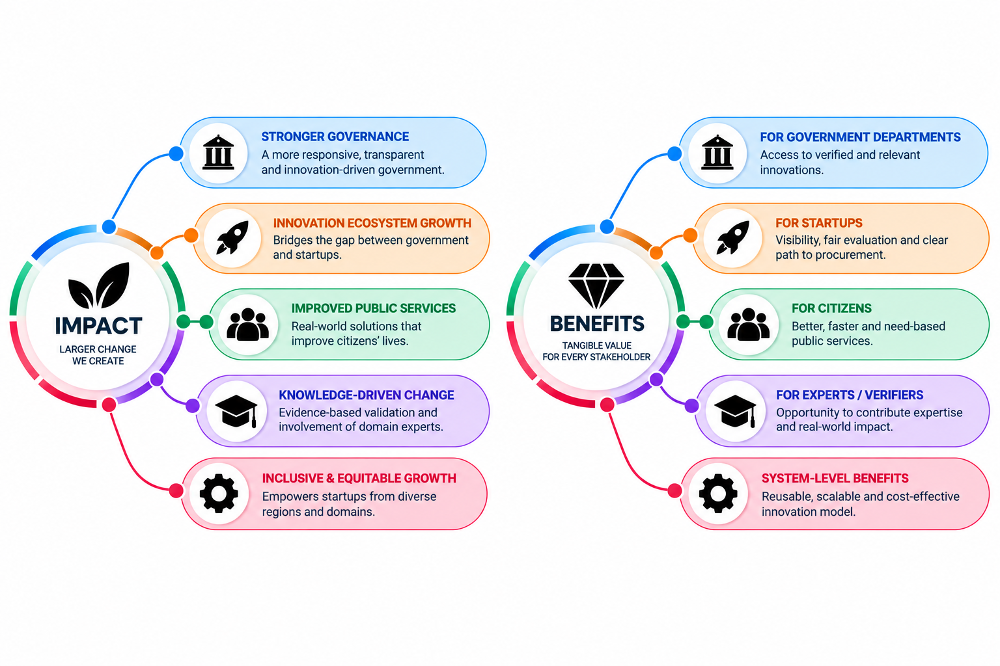 IMPACT
LARGER CHANGE
WE CREATE
STRONGER GOVERNANCE
A more responsive, transparent
and innovation-driven government.
INNOVATION ECOSYSTEM GROWTH
Bridges the gap between government
and startups.
IMPROVED PUBLIC SERVICES
Real-world solutions that
improve citizens' lives.
KNOWLEDGE-DRIVEN CHANGE
Evidence-based validation and
involvement of domain experts.
INCLUSIVE & EQUITABLE GROWTH
Empowers startups from diverse
regions and domains.
BENEFITS
TANGIBLE VALUE
FOR EVERY STAKEHOLDER
FOR GOVERNMENT DEPARTMENTS
Access to verified and relevant
innovations.
FOR STARTUPS
Visibility, fair evaluation and clear
path to procurement.
FOR CITIZENS
Better, faster and need-based
public services.
FOR EXPERTS / VERIFIERS
Opportunity to contribute expertise
and real-world impact.
SYSTEM-LEVEL BENEFITS
Reusable, scalable and cost-effective
innovation model.